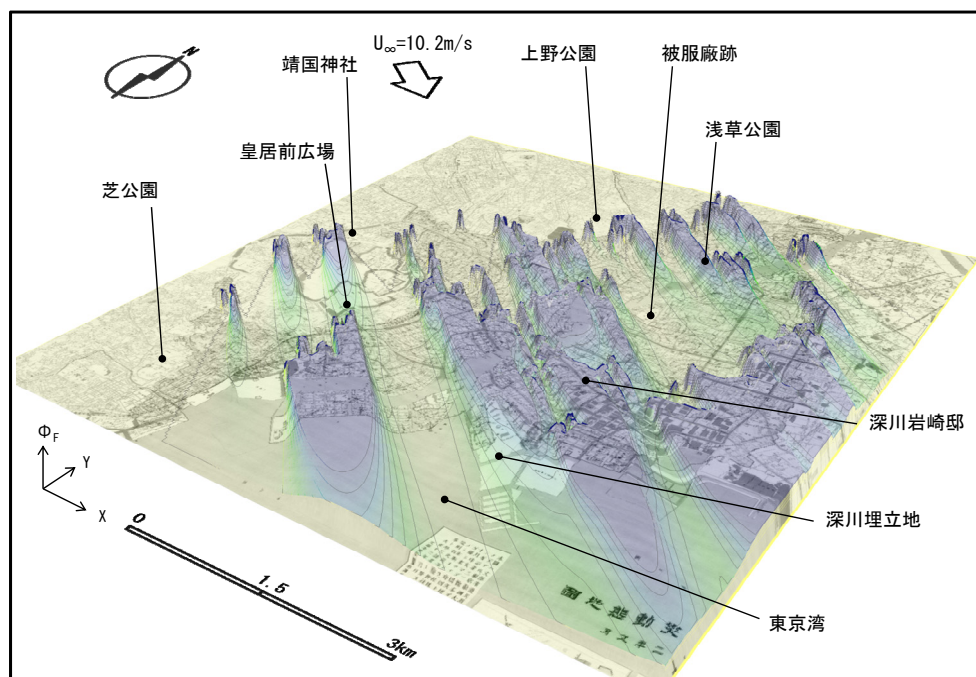 N
U∞=10.2m/s
靖国神社
上野公園
被服廠跡
皇居前広場
浅草公園
芝公園
深川岩崎邸
ΦF
Y
X
深川埋立地
0
1.5
3km
東京湾